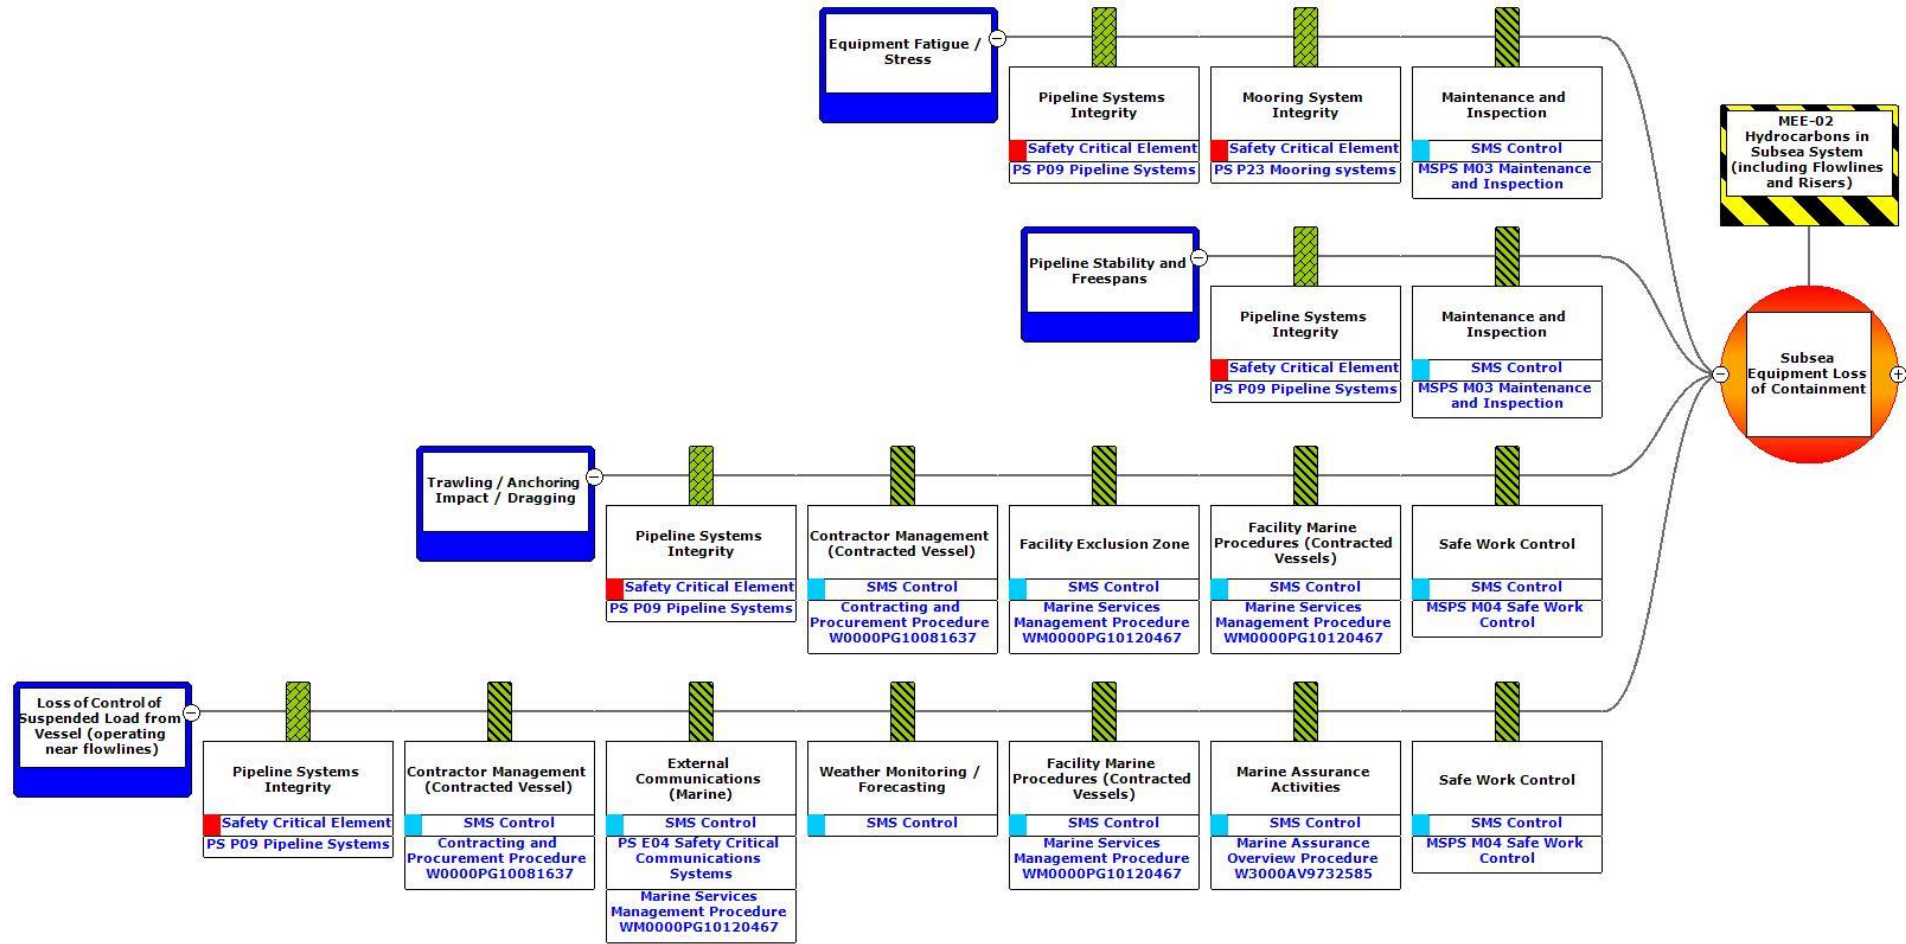 Equipment Fatigue /
Stress
Pipeline Systems
Integrity
Safety Critical Element
PS P09 Pipeline Systems
Mooring System
Integrity
Safety Critical Element
PS P23 Mooring systems
Maintenance and
Inspection
SMS Control
MSPS M03 Maintenance
and Inspection
MEE-02
Hydrocarbons in
Subsea System
(including Flowlines
and Risers)
Pipeline Stability and
Freespans
Pipeline Systems
Integrity
Safety Critical Element
PS P09 Pipeline Systems
Maintenance and
Inspection
SMS Control
MSPS M03 Maintenance
and Inspection
Subsea
Equipment Loss
of Containment
Trawling / Anchoring
Impact / Dragging
Pipeline Systems
Integrity
Safety Critical Element
PS P09 Pipeline Systems
Contractor Management
(Contracted Vessel)
SMS Control
Contracting and
Procurement Procedure
W0000PG10081637
Facility Exclusion Zone
SMS Control
Marine Services
Management Procedure
WM0000PG10120467
Facility Marine
Procedures (Contracted
Vessels)
SMS Control
Marine Services
Management Procedure
WM0000PG10120467
Safe Work Control
SMS Control
MSPS M04 Safe Work
Control
Loss of Control of
Suspended Load from
Vessel (operating
near flowlines)
Pipeline Systems
Integrity
Safety Critical Element
PS P09 Pipeline Systems
Contractor Management
(Contracted Vessel)
SMS Control
Contracting and
Procurement Procedure
W0000PG10081637
External
Communications
(Marine)
SMS Control
PS E04 Safety Critical
Communications
Systems
Marine Services
Management Procedure
WM0000PG10120467
Weather Monitoring /
Forecasting
SMS Control
Facility Marine
Procedures (Contracted
Vessels)
SMS Control
Marine Services
Management Procedure
WM0000PG10120467
Marine Assurance
Activities
SMS Control
Marine Assurance
Overview Procedure
W3000AV9732585
Safe Work Control
SMS Control
MSPS M04 Safe Work
Control